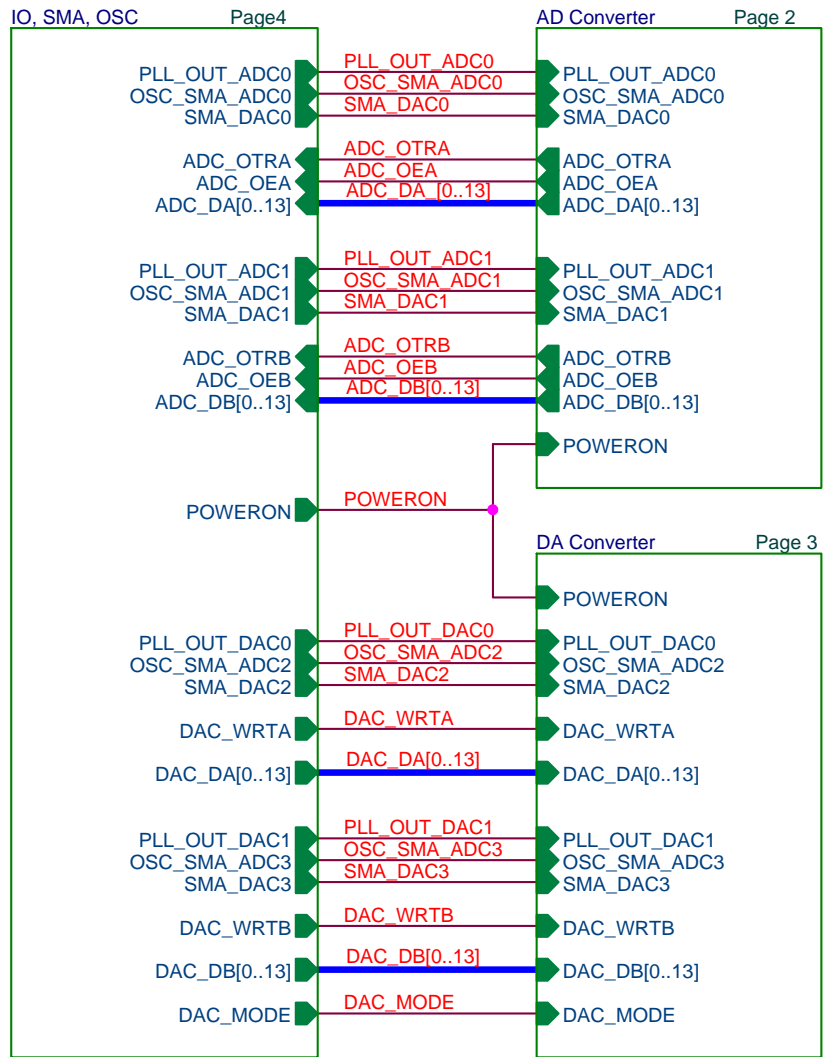 IO, SMA, OSC Page4 AD Converter Page 2
PLL_OUT_ADC0 PLL_OUT_ADC0 PLL_OUT_ADC0
OSC_SMA_ADC0 OSC_SMA_ADC0 OSC_SMA_ADC0
SMA_DAC0 SMA_DAC0 SMA_DAC0
ADC_OTRA ADC_OTRA ADC_OTRA
ADC_OEA ADC_OEA ADC_OEA
ADC_DA[0..13] ADC_DA_[0..13] ADC_DA[0..13]
PLL_OUT_ADC1 PLL_OUT_ADC1 PLL_OUT_ADC1
OSC_SMA_ADC1 OSC_SMA_ADC1 OSC_SMA_ADC1
SMA_DAC1 SMA_DAC1 SMA_DAC1
ADC_OTRB ADC_OTRB ADC_OTRB
ADC_OEB ADC_OEB ADC_OEB
ADC_DB[0..13] ADC_DB[0..13] ADC_DB[0..13]
POWERON
POWERON POWERON
DA Converter Page 3
POWERON
PLL_OUT_DAC0 PLL_OUT_DAC0 PLL_OUT_DAC0
OSC_SMA_ADC2 OSC_SMA_ADC2 OSC_SMA_ADC2
SMA_DAC2 SMA_DAC2 SMA_DAC2
DAC_WRTA DAC_WRTA DAC_WRTA
DAC_DA[0..13] DAC_DA[0..13] DAC_DA[0..13]
PLL_OUT_DAC1 PLL_OUT_DAC1 PLL_OUT_DAC1
OSC_SMA_ADC3 OSC_SMA_ADC3 OSC_SMA_ADC3
SMA_DAC3 SMA_DAC3 SMA_DAC3
DAC_WRTB DAC_WRTB DAC_WRTB
DAC_DB[0..13] DAC_DB[0..13] DAC_DB[0..13]
DAC_MODE DAC_MODE DAC_MODE